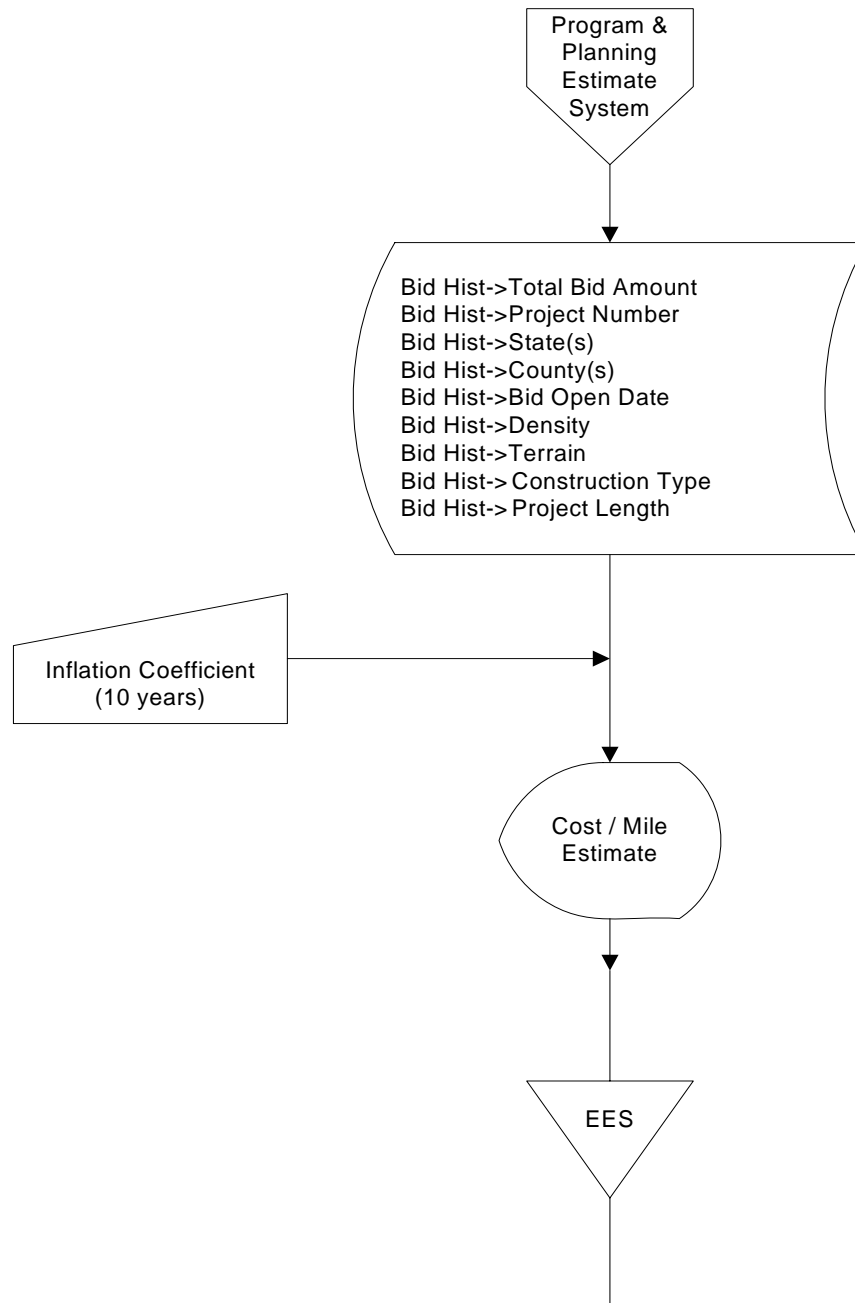 Program &
Planning
Estimate
System
Bid Hist->Total Bid Amount
Bid Hist->Project Number
Bid Hist->State(s)
Bid Hist->County(s)
Bid Hist->Bid Open Date
Bid Hist->Density
Bid Hist->Terrain
Bid Hist->Construction Type
Bid Hist->Project Length
Inflation Coefficient
(10 years)
Cost / Mile
Estimate
EES